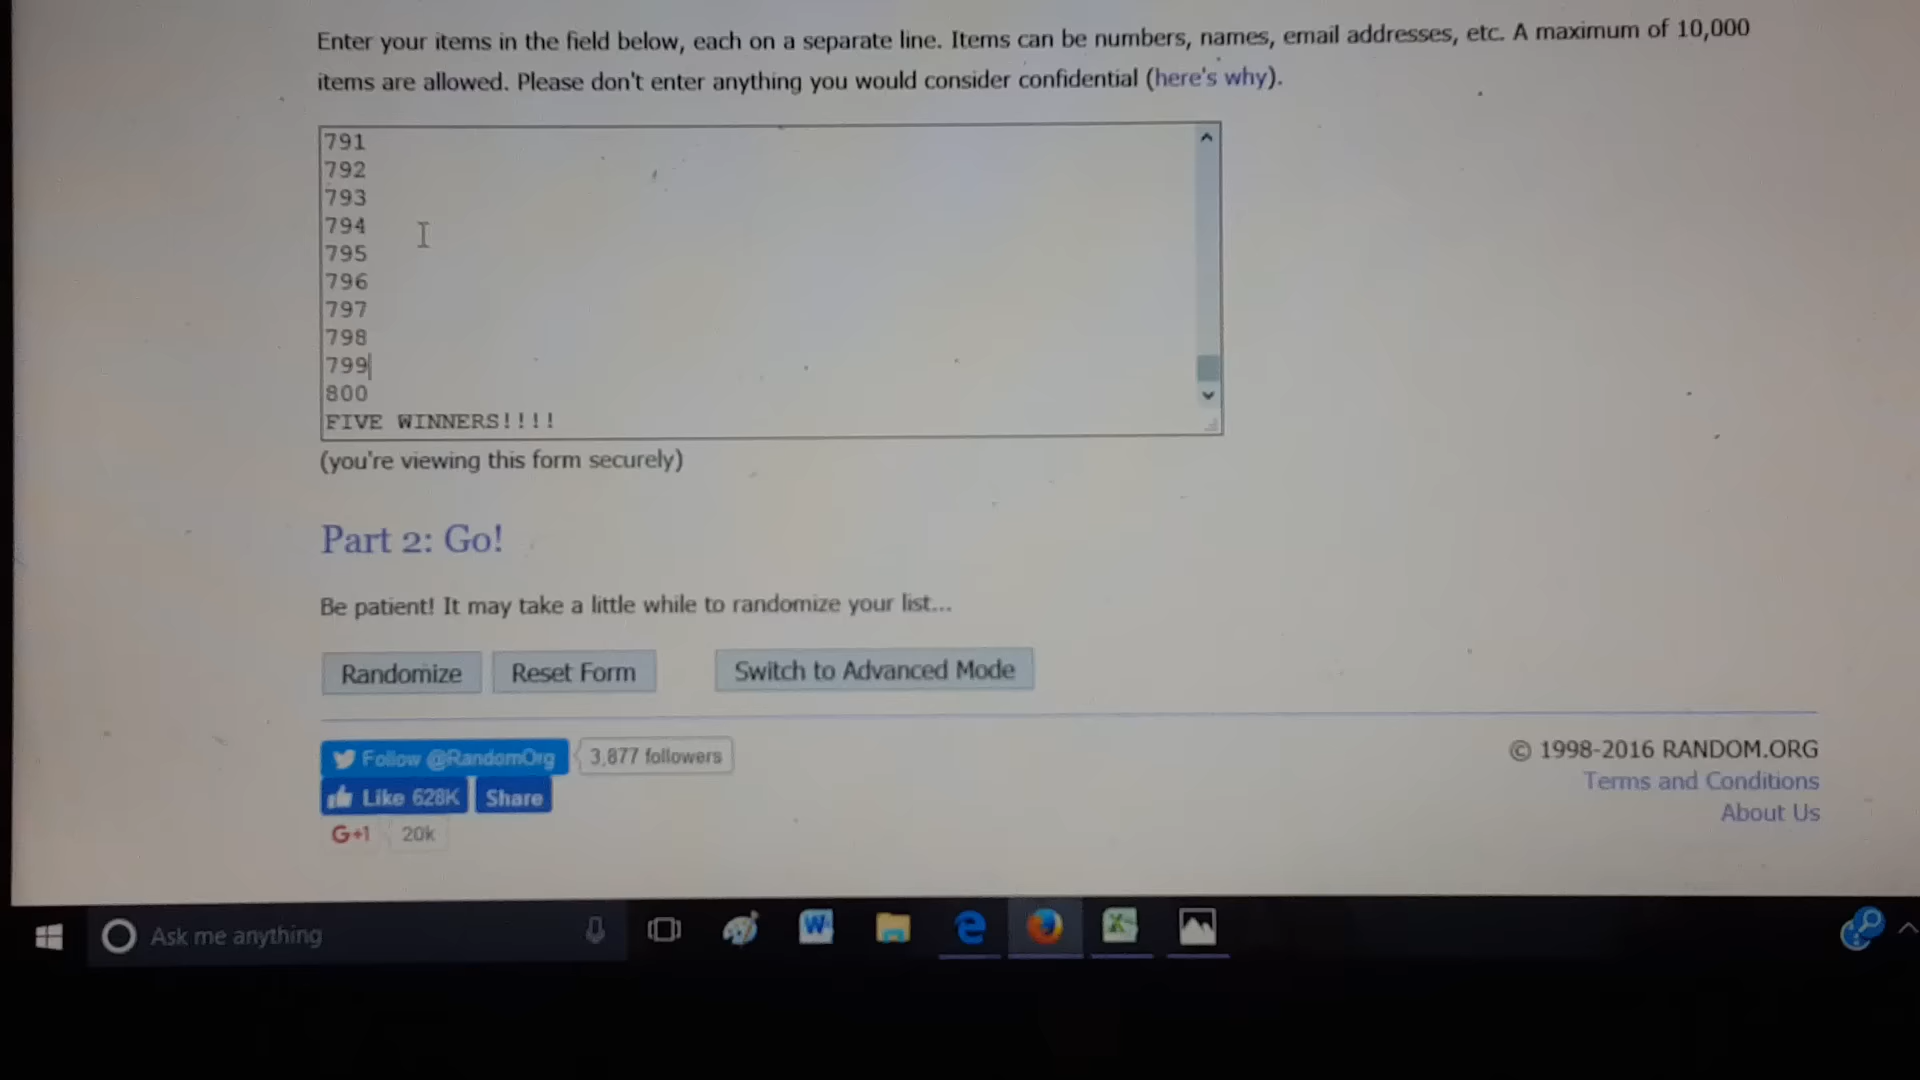 Enter your items in the field below, each on a separate line. Items can be numbers, names, email addresses, etc. A maximum of 10,000
items are allowed. Please don't enter anything you would consider confidential (here's why).
791
792
793
794
795
796
797
798
799
800
FIVE WINNERS!!!!
(you're viewing this form securely)
Part 2: Go!
Be patient! It may take a little while to randomize your list...
Randomize Reset Form Switch to Advanced Mode
Follow @RandomOrg 3,877 followers
Like 628K Share
G+1 20k
© 1998-2016 RANDOM.ORG
Terms and Conditions
About Us
Ask me anything